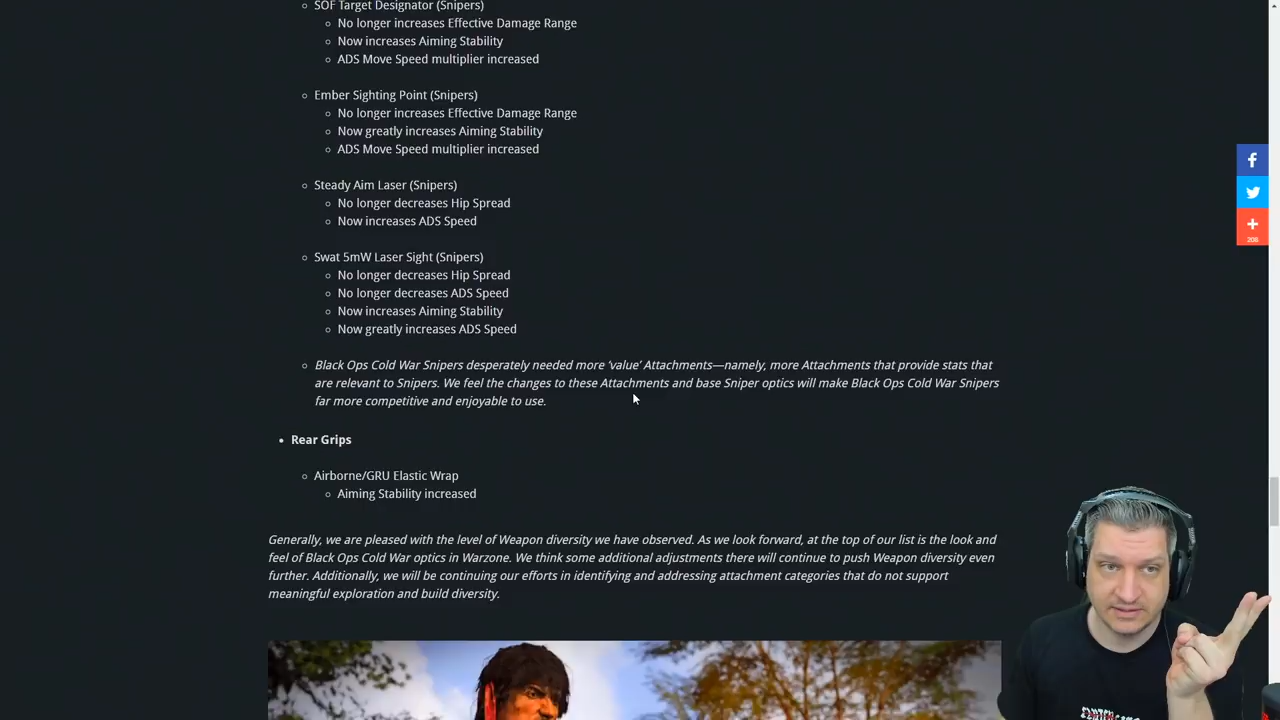 SOF Target Designator (Snipers)
No longer increases Effective Damage Range
Now increases Aiming Stability
ADS Move Speed multiplier increased
Ember Sighting Point (Snipers)
No longer increases Effective Damage Range
Now greatly increases Aiming Stability
ADS Move Speed multiplier increased
Steady Aim Laser (Snipers)
No longer decreases Hip Spread
Now increases ADS Speed
Swat 5mW Laser Sight (Snipers)
No longer decreases Hip Spread
No longer decreases ADS Speed
Now increases Aiming Stability
Now greatly increases ADS Speed
Black Ops Cold War Snipers desperately needed more ‘value’ Attachments—namely, more Attachments that provide stats that
are relevant to Snipers. We feel the changes to these Attachments and base Sniper optics will make Black Ops Cold War Snipers
far more competitive and enjoyable to use.
Rear Grips
Airborne/GRU Elastic Wrap
Aiming Stability increased
Generally, we are pleased with the level of Weapon diversity we have observed. As we look forward, at the top of our list is the look and
feel of Black Ops Cold War optics in Warzone. We think some additional adjustments there will continue to push Weapon diversity even
further. Additionally, we will be continuing our efforts in identifying and addressing attachment categories that do not support
meaningful exploration and build diversity.